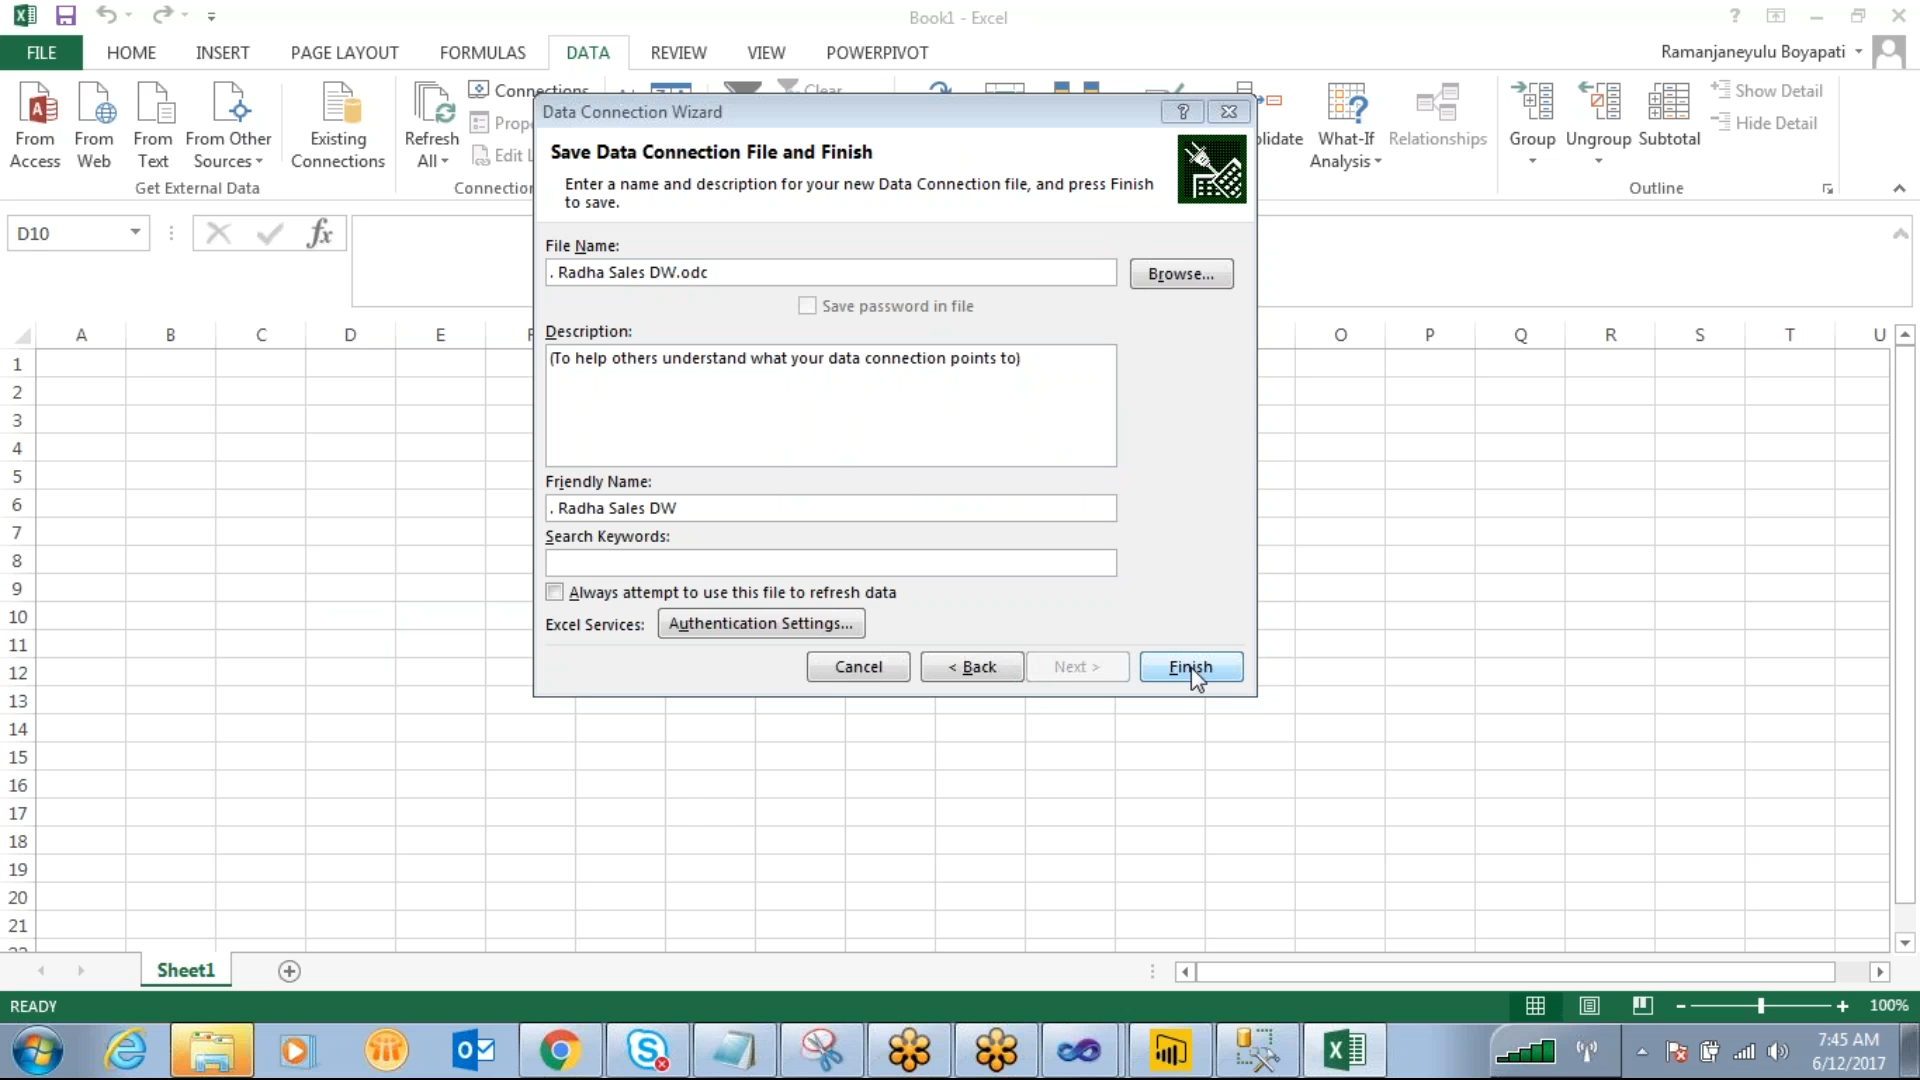 Book1 - Excel
FILE
HOME
INSERT
PAGE LAYOUT
FORMULAS
DATA
REVIEW
VIEW
POWERPIVOT
Ramanjaneyulu Boyapati
From
Access
From
Web
From
Text
From Other
Sources
Existing
Connections
Refresh
All
Connections
Clear
What-If
Analysis
Relationships
Group
Ungroup
Subtotal
Show Detail
Hide Detail
Get External Data
Outline
Data Connection Wizard
Save Data Connection File and Finish
Enter a name and description for your new Data Connection file, and press Finish
to save.
File Name:
. Radha Sales DW.odc
Browse...
Save password in file
Description:
(To help others understand what your data connection points to)
Friendly Name:
. Radha Sales DW
Search Keywords:
Always attempt to use this file to refresh data
Excel Services:
Authentication Settings...
Cancel
< Back
Next >
Finish
D10
fx
A B C D E O P Q R S T U
1
2
3
4
5
6
7
8
9
10
11
12
13
14
15
16
17
18
19
20
21
Sheet1
READY
100%
7:45 AM
6/12/2017